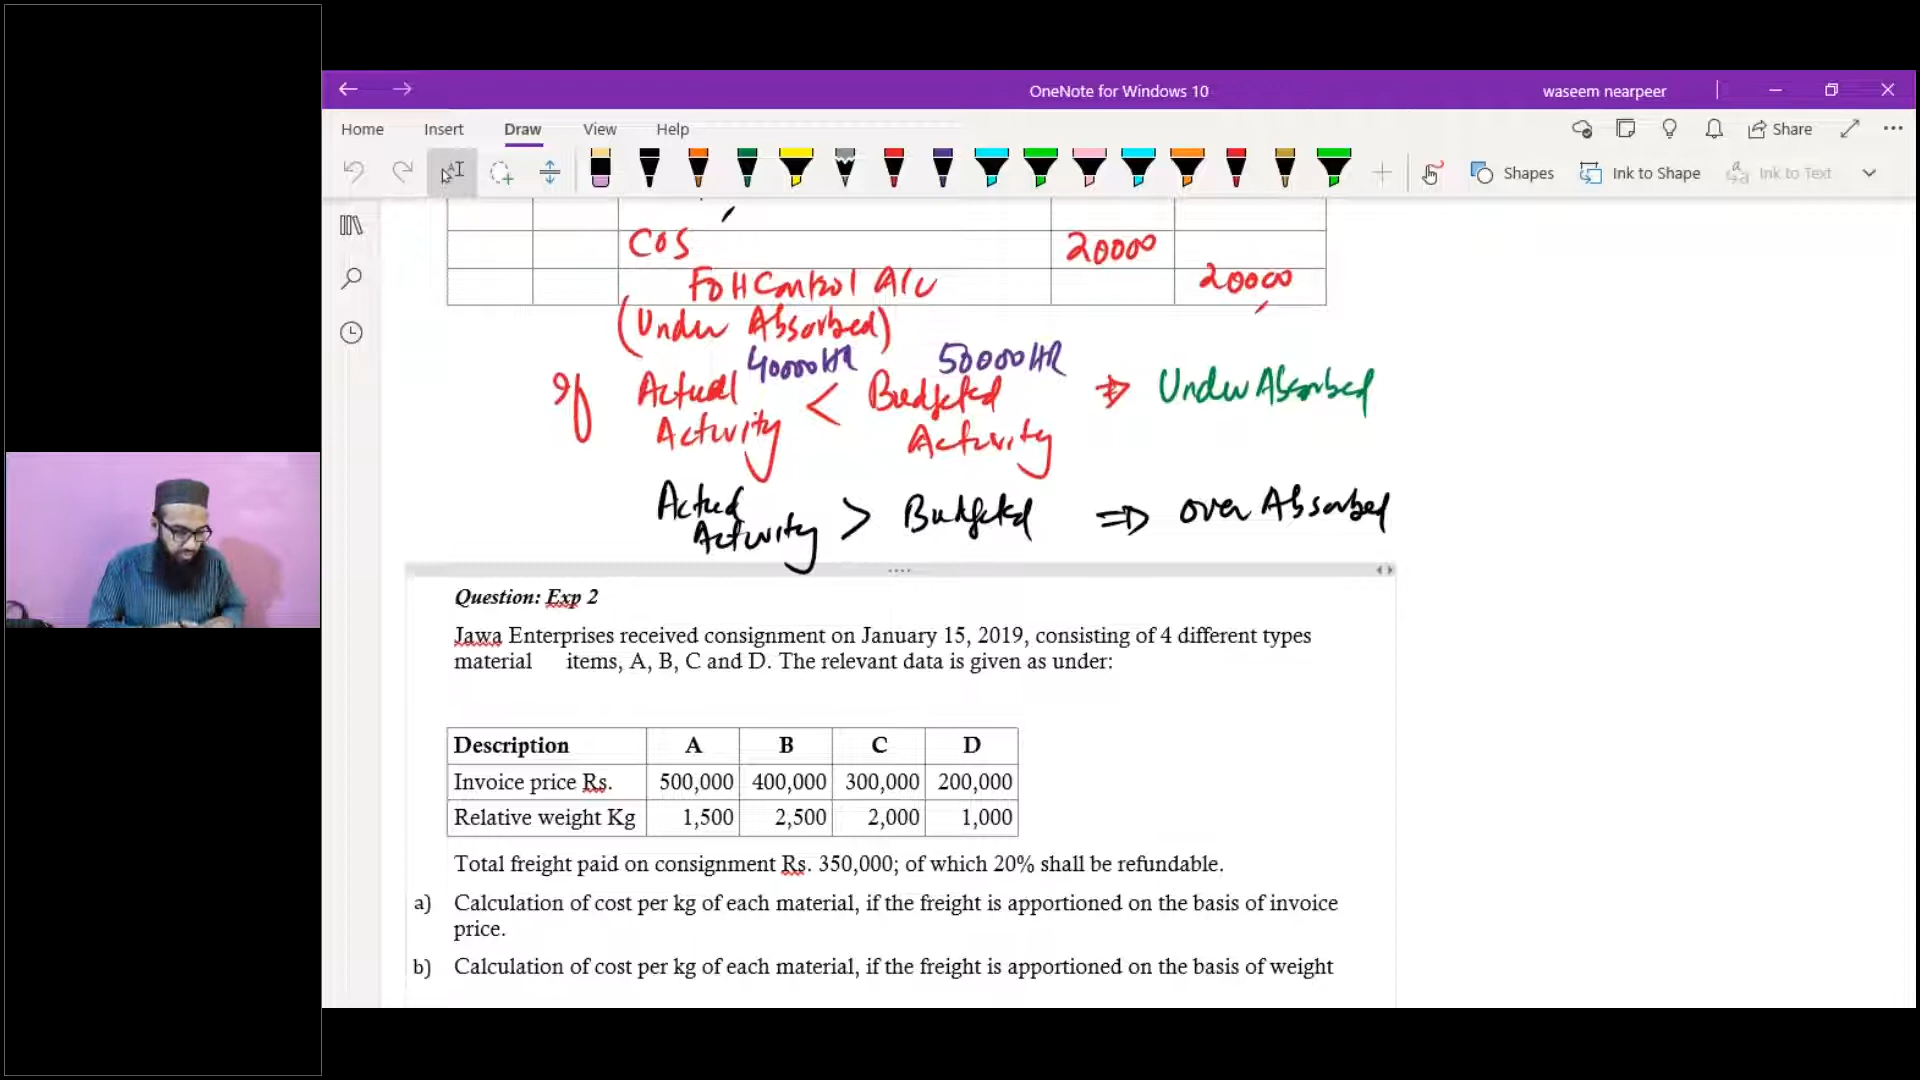 OneNote for Windows 10
waseem nearpeer
Home Insert Draw View Help
Share
Shapes
Ink to Shape
Ink to Text
COS 20000
FOH Control A/c 20000
(Under Absorbed)
40000 HR 50000 HR
If Actual Activity < Budgeted Activity ⇒ Under Absorbed
Actual Activity > Budgeted ⇒ over Absorbed
Question: Exp 2
Jawa Enterprises received consignment on January 15, 2019, consisting of 4 different types
material items, A, B, C and D. The relevant data is given as under:
Description A B C D
Invoice price Rs. 500,000 400,000 300,000 200,000
Relative weight Kg 1,500 2,500 2,000 1,000
Total freight paid on consignment Rs. 350,000; of which 20% shall be refundable.
a) Calculation of cost per kg of each material, if the freight is apportioned on the basis of invoice
price.
b) Calculation of cost per kg of each material, if the freight is apportioned on the basis of weight